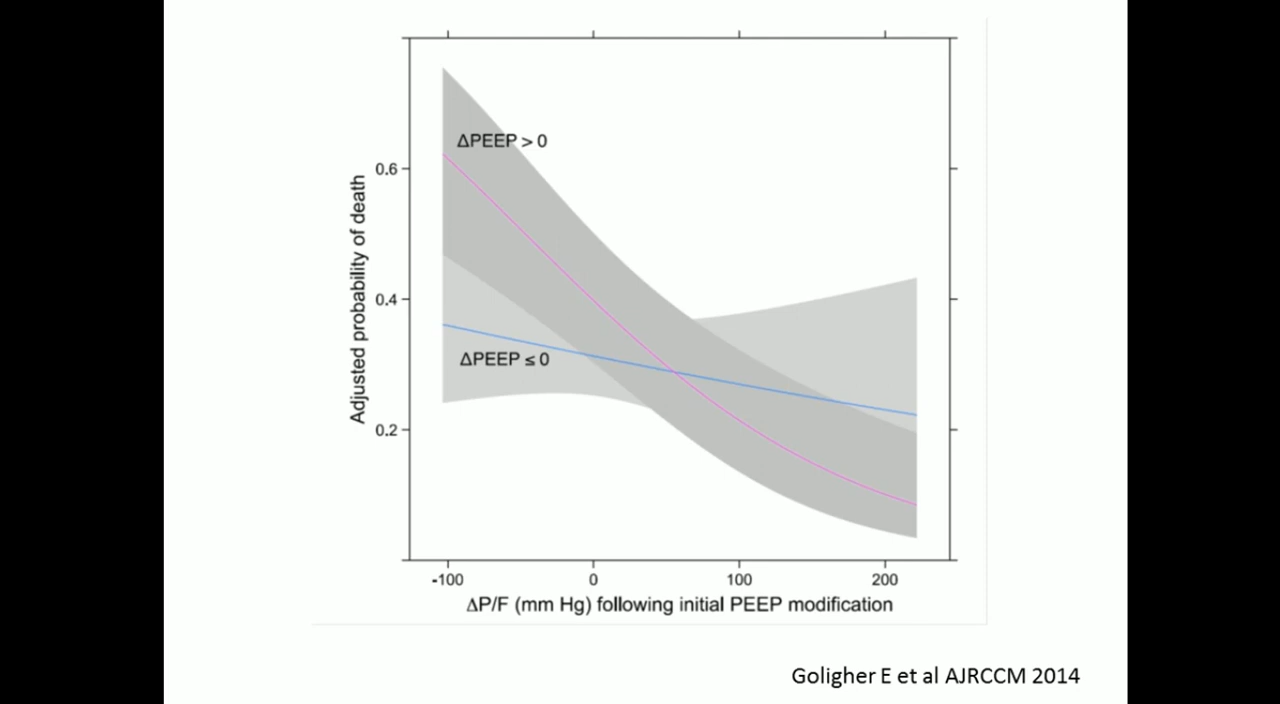 ΔPEEP > 0
ΔPEEP ≤ 0
Adjusted probability of death
0.6
0.4
0.2
-100
0
100
200
ΔP/F (mm Hg) following initial PEEP modification
Goligher E et al AJRCCM 2014